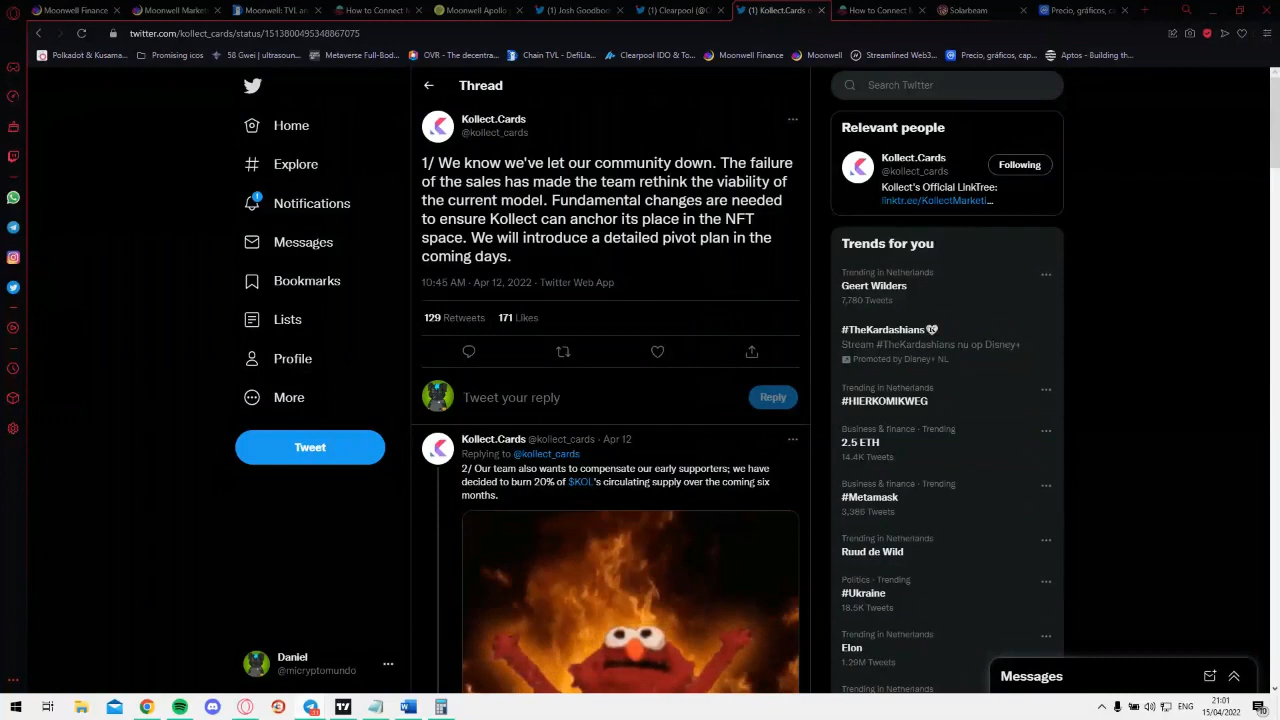 Moonwell Finance
Moonwell Market
Moonwell: TVL an
How to Connect M
Moonwell Apollo
(1) Josh Goodbod
(1) Clearpool (@C
(1) Kollect.Cards o
How to Connect M
Solarbeam
Precio, gráficos, c
twitter.com/kollect_cards/status/1513800495348867075
Polkadot & Kusama...
Promising icos
58 Gwei | ultrasoun...
Metaverse Full-Bod...
OVR - The decentra...
Chain TVL - DefiLla...
Clearpool IDO & To...
Moonwell Finance
Moonwell
Streamlined Web3...
Precio, gráficos, cap...
Aptos - Building th...
Home
Explore
1
Notifications
Messages
Bookmarks
Lists
Profile
More
Tweet
Daniel
@micryptomundo
Thread
Kollect.Cards
@kollect_cards
1/ We know we've let our community down. The failure
of the sales has made the team rethink the viability of
the current model. Fundamental changes are needed
to ensure Kollect can anchor its place in the NFT
space. We will introduce a detailed pivot plan in the
coming days.
10:45 AM · Apr 12, 2022 · Twitter Web App
129 Retweets 171 Likes
Tweet your reply
Reply
Kollect.Cards @kollect_cards · Apr 12
Replying to @kollect_cards
2/ Our team also wants to compensate our early supporters; we have
decided to burn 20% of $KOL's circulating supply over the coming six
months.
Search Twitter
Relevant people
Kollect.Cards
@kollect_cards
Following
Kollect's Official LinkTree:
linktr.ee/KollectMarketi...
Trends for you
Trending in Netherlands
Geert Wilders
7,780 Tweets
#TheKardashians
Stream #TheKardashians nu op Disney+
Promoted by Disney+ NL
Trending in Netherlands
#HIERKOMIKWEG
Business & finance · Trending
2.5 ETH
14.4K Tweets
Business & finance · Trending
#Metamask
3,386 Tweets
Trending in Netherlands
Ruud de Wild
Politics · Trending
#Ukraine
18.5K Tweets
Trending in Netherlands
Elon
1.29M Tweets
Trending in Netherlands
Messages
ENG
21:01
15/04/2022